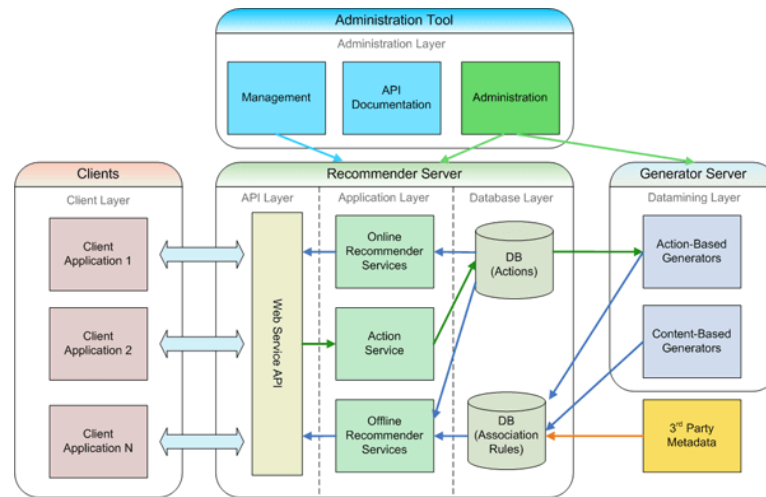 Administration Tool
Administration Layer
Management
API
Documentation
Administration
Clients
Client Layer
Client
Application 1
Client
Application 2
Client
Application N
Recommender Server
API Layer
Application Layer
Database Layer
Web Service API
Online
Recommender
Services
Action
Service
Offline
Recommender
Services
DB
(Actions)
DB
(Association
Rules)
Generator Server
Datamining Layer
Action-Based
Generators
Content-Based
Generators
3rd Party
Metadata